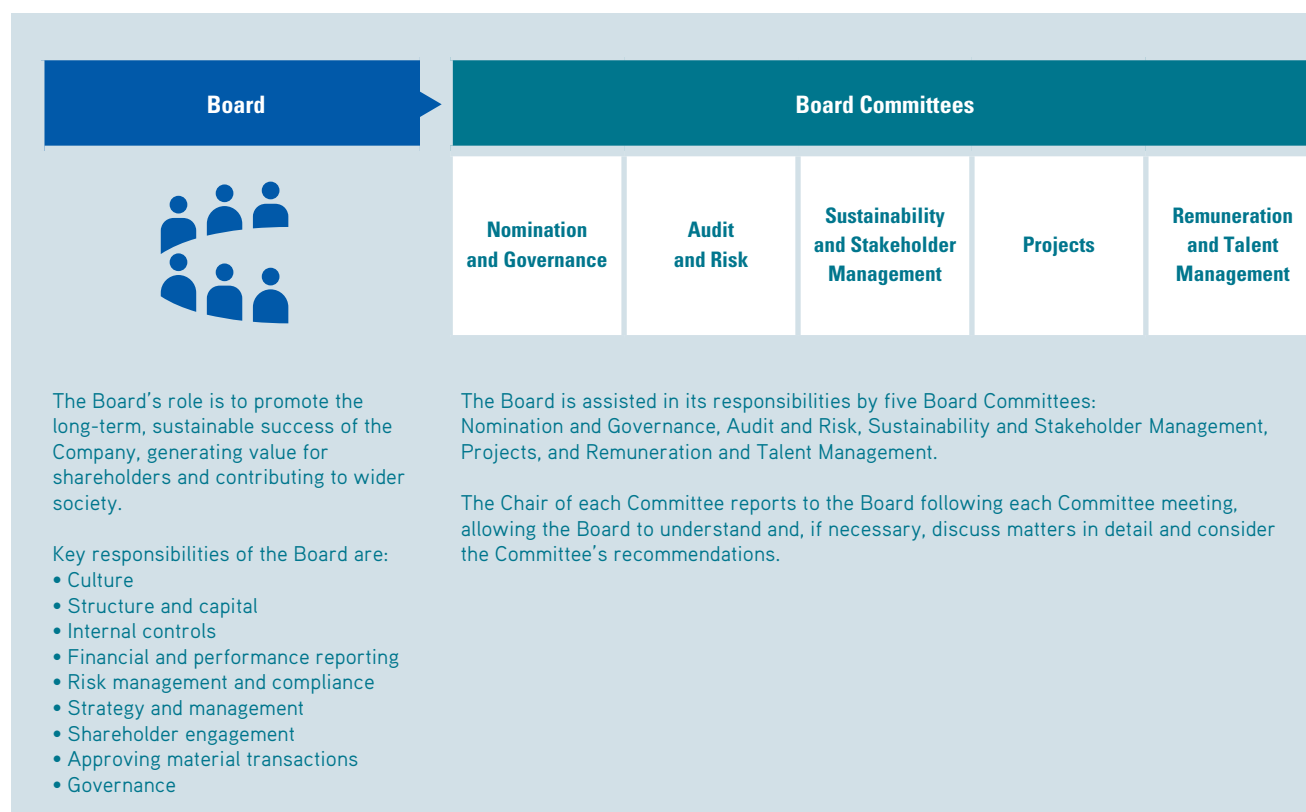 Board
Board Committees
Nomination
and Governance
Audit
and Risk
Sustainability
and Stakeholder
Management
Projects
Remuneration
and Talent
Management
The Board’s role is to promote the
long-term, sustainable success of the
Company, generating value for
shareholders and contributing to wider
society.
Key responsibilities of the Board are:
• Culture
• Structure and capital
• Internal controls
• Financial and performance reporting
• Risk management and compliance
• Strategy and management
• Shareholder engagement
• Approving material transactions
• Governance
The Board is assisted in its responsibilities by five Board Committees:
Nomination and Governance, Audit and Risk, Sustainability and Stakeholder Management,
Projects, and Remuneration and Talent Management.
The Chair of each Committee reports to the Board following each Committee meeting,
allowing the Board to understand and, if necessary, discuss matters in detail and consider
the Committee’s recommendations.